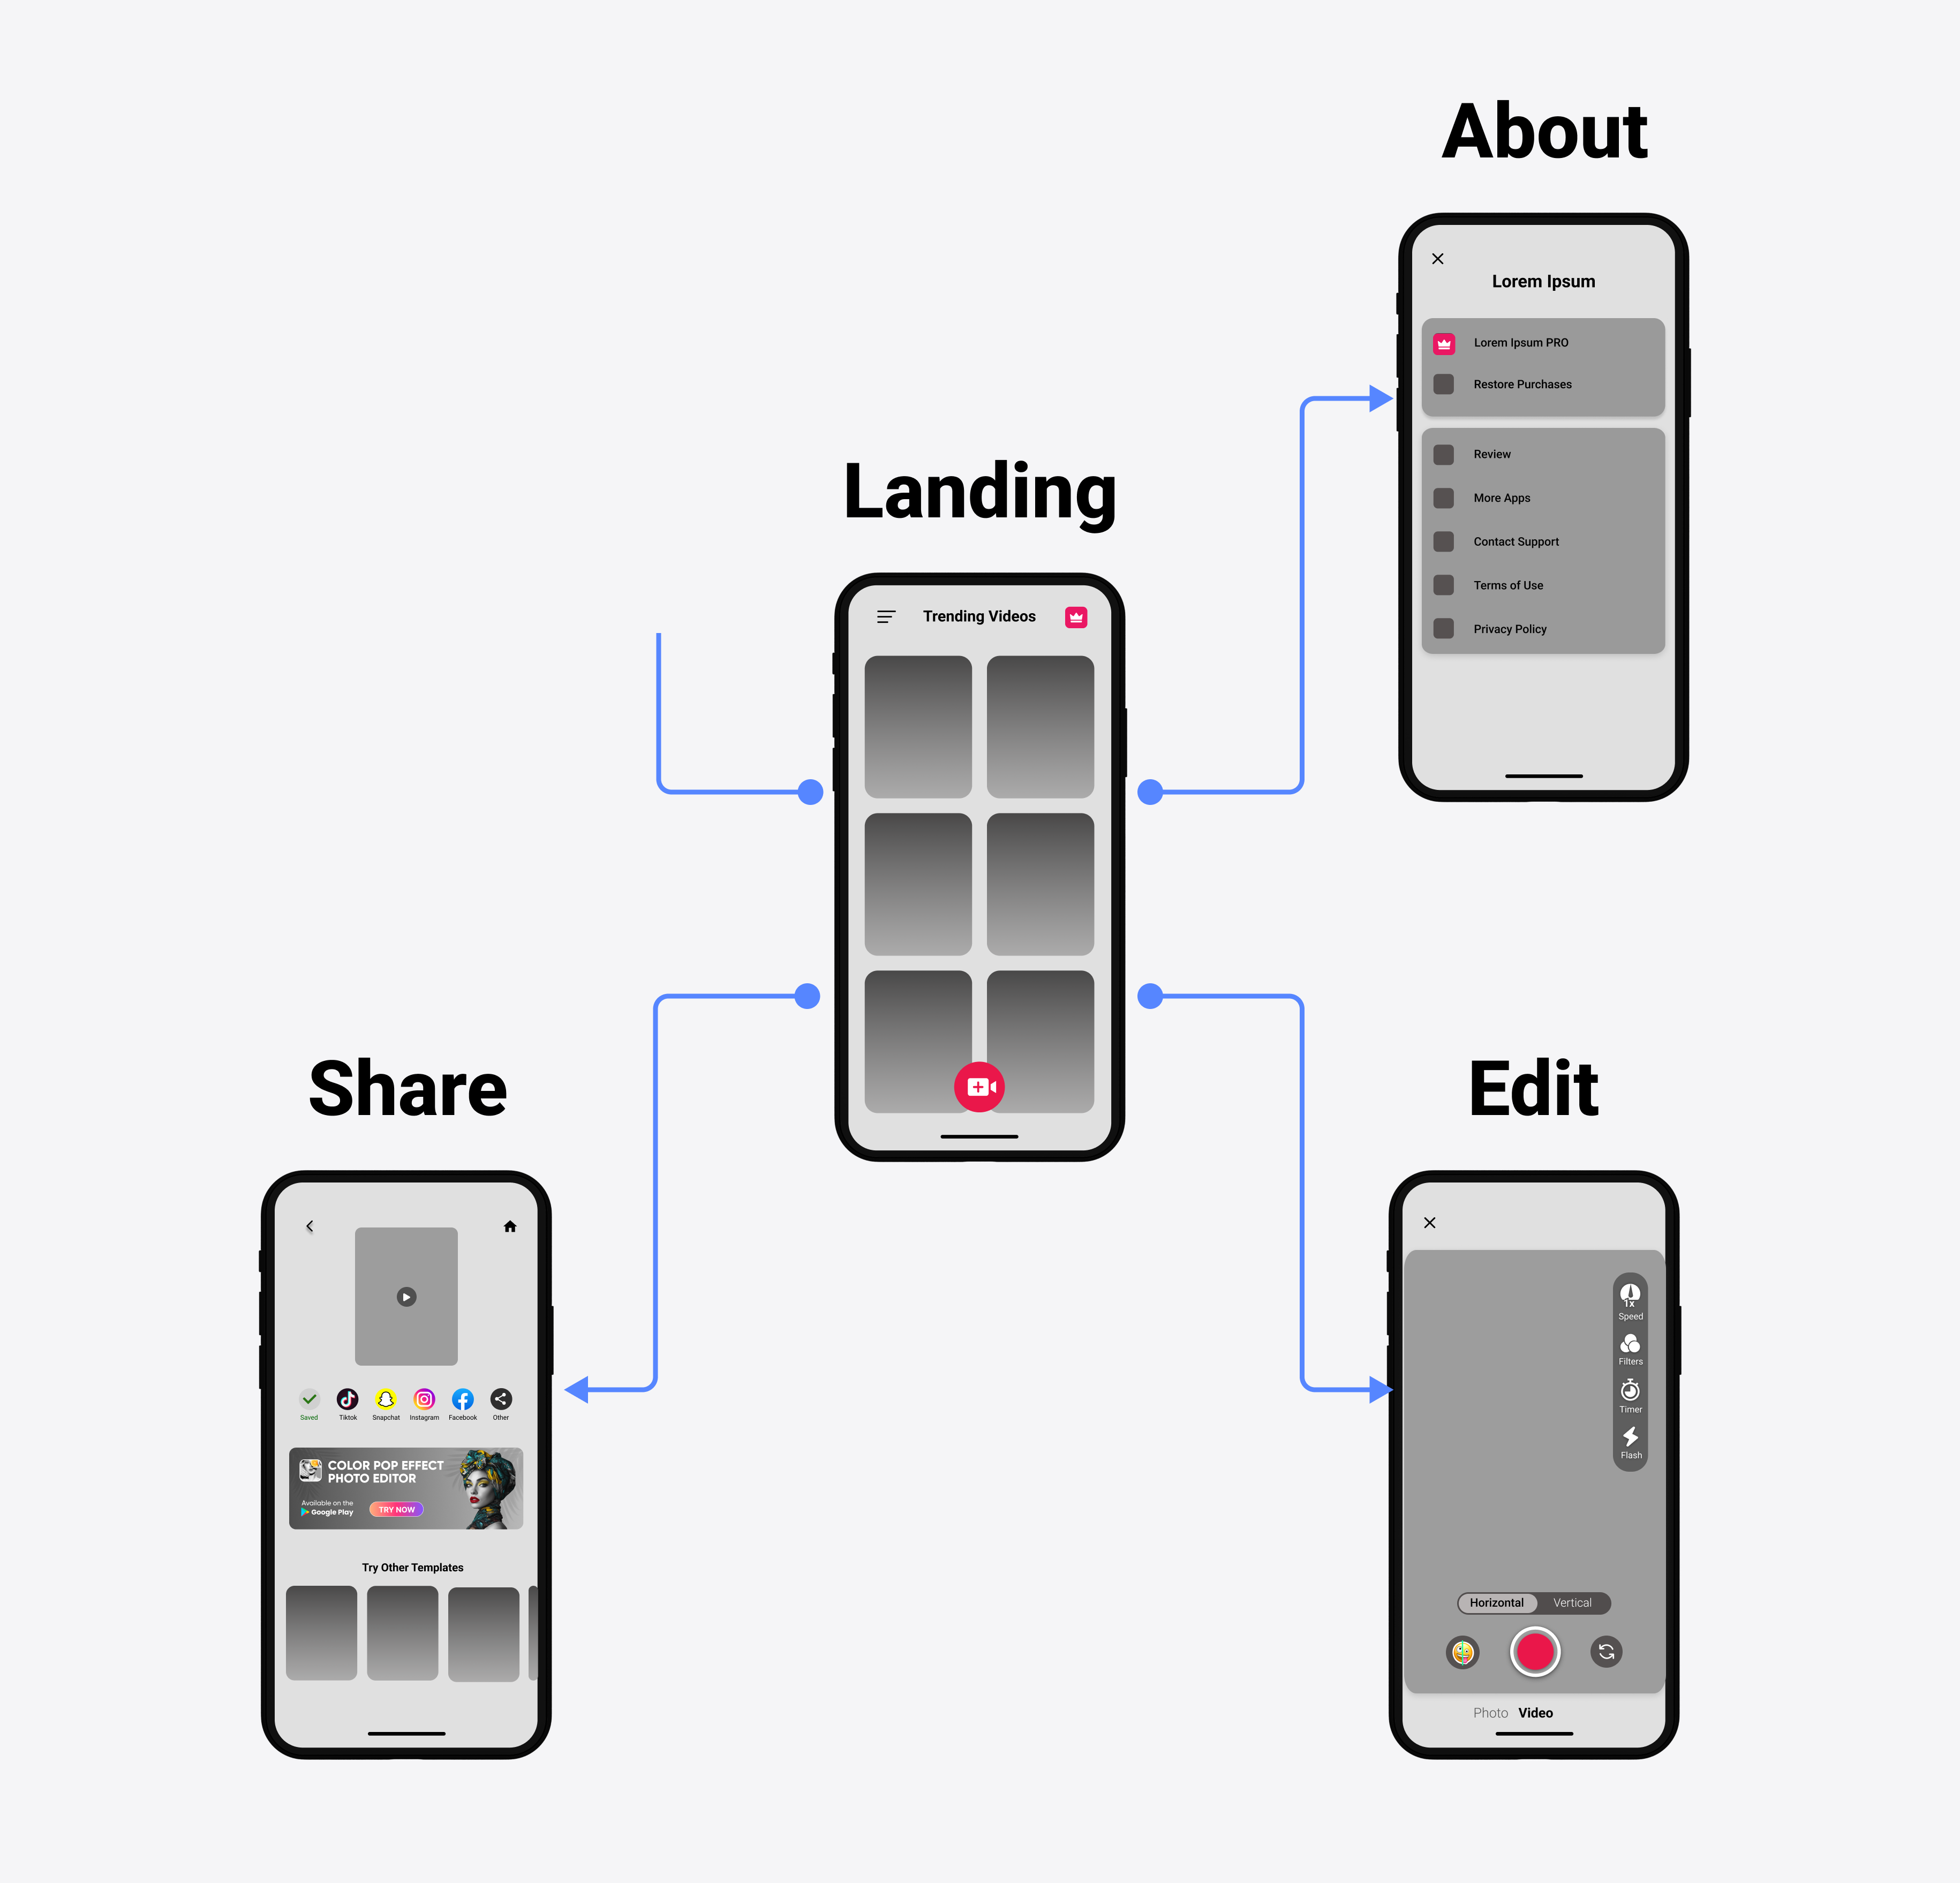 About
Lorem Ipsum
Lorem Ipsum PRO
Restore Purchases
Review
More Apps
Contact Support
Terms of Use
Privacy Policy
Landing
Trending Videos
Share
Saved
Tiktok
Snapchat
Instagram
Facebook
Other
COLOR POP EFFECT
PHOTO EDITOR
Available on the
Google Play
TRY NOW
Try Other Templates
Edit
1x
Speed
Filters
Timer
Flash
Horizontal
Vertical
Photo
Video